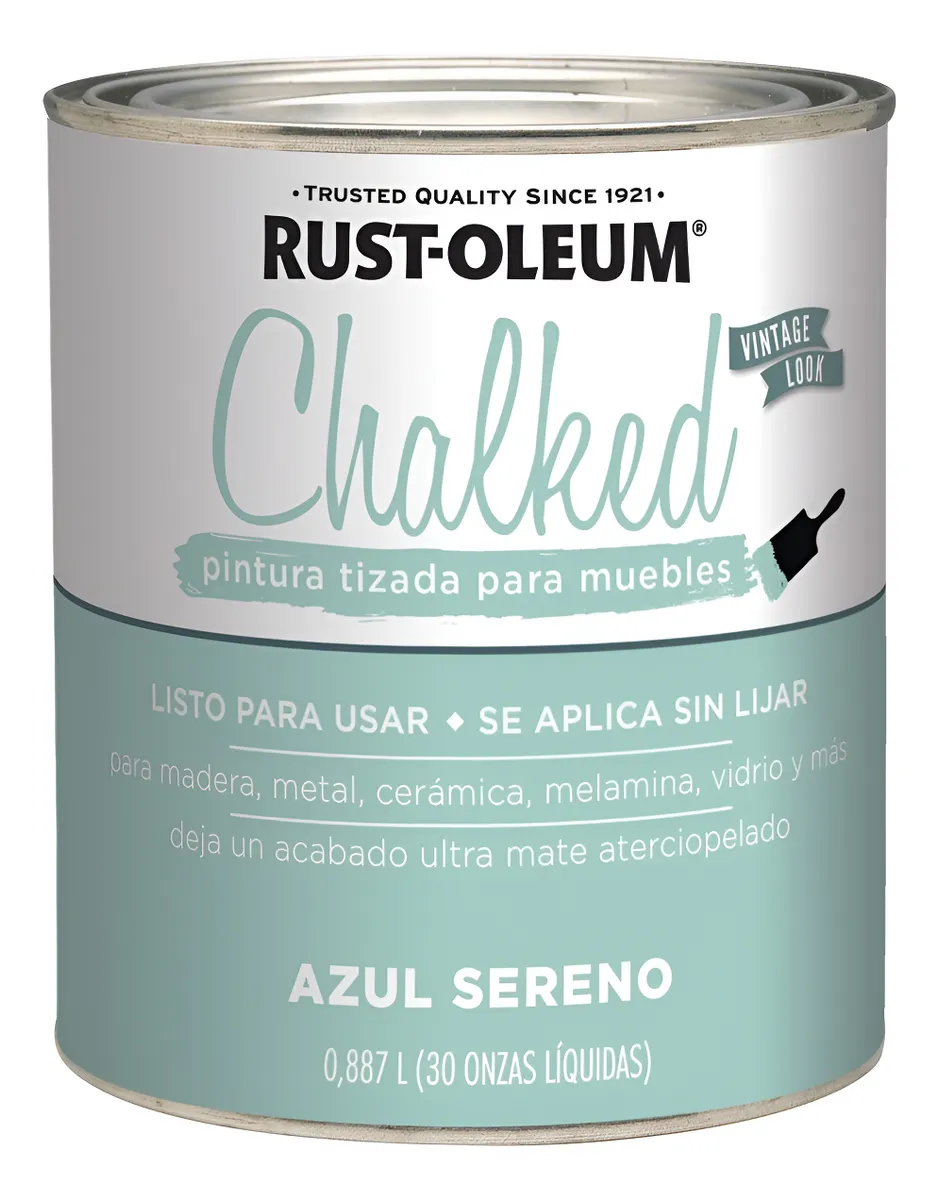 •TRUSTED QUALITY SINCE 1921•
RUST-OLEUM®
Chalked
VINTAGE
LOOK
pintura tizada para muebles
LISTO PARA USAR ◆ SE APLICA SIN LIJAR
para madera, metal, cerámica, melamina, vidrio y más
deja un acabado ultra mate aterciopelado
AZUL SERENO
0,887 L (30 ONZAS LÍQUIDAS)